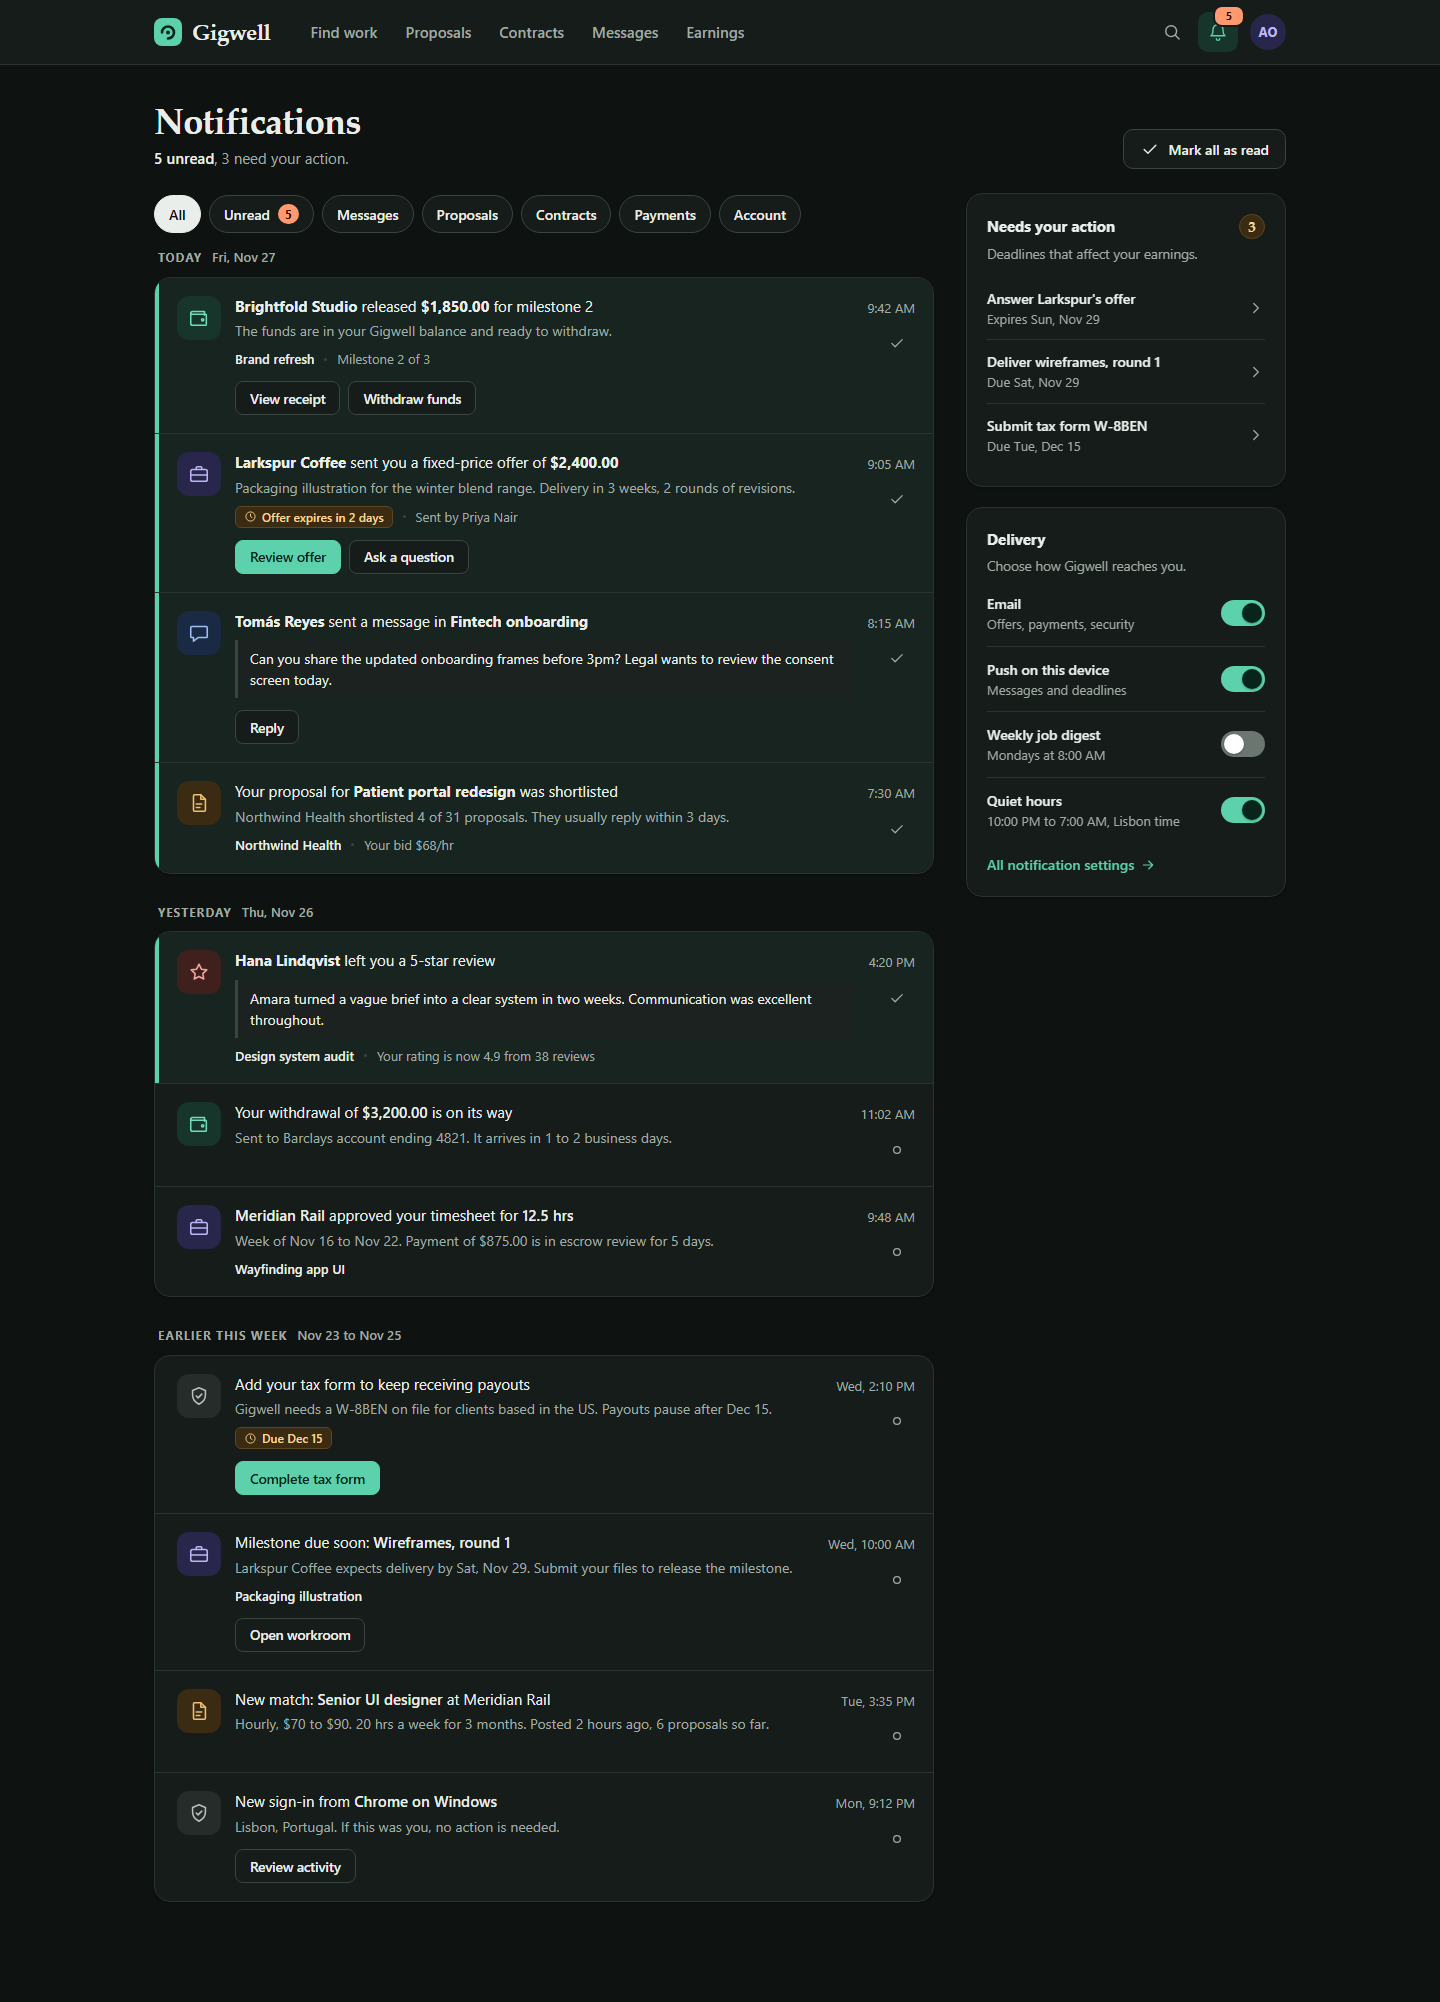 Gigwell
Find work
Proposals
Contracts
Messages
Earnings
5
AO
Notifications
5 unread, 3 need your action.
Mark all as read
All
Unread 5
Messages
Proposals
Contracts
Payments
Account
TODAY Fri, Nov 27
Brightfold Studio released $1,850.00 for milestone 2
9:42 AM
The funds are in your Gigwell balance and ready to withdraw.
Brand refresh · Milestone 2 of 3
View receipt
Withdraw funds
Larkspur Coffee sent you a fixed-price offer of $2,400.00
9:05 AM
Packaging illustration for the winter blend range. Delivery in 3 weeks, 2 rounds of revisions.
Offer expires in 2 days · Sent by Priya Nair
Review offer
Ask a question
Tomás Reyes sent a message in Fintech onboarding
8:15 AM
Can you share the updated onboarding frames before 3pm? Legal wants to review the consent
screen today.
Reply
Your proposal for Patient portal redesign was shortlisted
7:30 AM
Northwind Health shortlisted 4 of 31 proposals. They usually reply within 3 days.
Northwind Health · Your bid $68/hr
YESTERDAY Thu, Nov 26
Hana Lindqvist left you a 5-star review
4:20 PM
Amara turned a vague brief into a clear system in two weeks. Communication was excellent
throughout.
Design system audit · Your rating is now 4.9 from 38 reviews
Your withdrawal of $3,200.00 is on its way
11:02 AM
Sent to Barclays account ending 4821. It arrives in 1 to 2 business days.
Meridian Rail approved your timesheet for 12.5 hrs
9:48 AM
Week of Nov 16 to Nov 22. Payment of $875.00 is in escrow review for 5 days.
Wayfinding app UI
EARLIER THIS WEEK Nov 23 to Nov 25
Add your tax form to keep receiving payouts
Wed, 2:10 PM
Gigwell needs a W-8BEN on file for clients based in the US. Payouts pause after Dec 15.
Due Dec 15
Complete tax form
Milestone due soon: Wireframes, round 1
Wed, 10:00 AM
Larkspur Coffee expects delivery by Sat, Nov 29. Submit your files to release the milestone.
Packaging illustration
Open workroom
New match: Senior UI designer at Meridian Rail
Tue, 3:35 PM
Hourly, $70 to $90. 20 hrs a week for 3 months. Posted 2 hours ago, 6 proposals so far.
New sign-in from Chrome on Windows
Mon, 9:12 PM
Lisbon, Portugal. If this was you, no action is needed.
Review activity
Needs your action
3
Deadlines that affect your earnings.
Answer Larkspur's offer
Expires Sun, Nov 29
Deliver wireframes, round 1
Due Sat, Nov 29
Submit tax form W-8BEN
Due Tue, Dec 15
Delivery
Choose how Gigwell reaches you.
Email
Offers, payments, security
Push on this device
Messages and deadlines
Weekly job digest
Mondays at 8:00 AM
Quiet hours
10:00 PM to 7:00 AM, Lisbon time
All notification settings